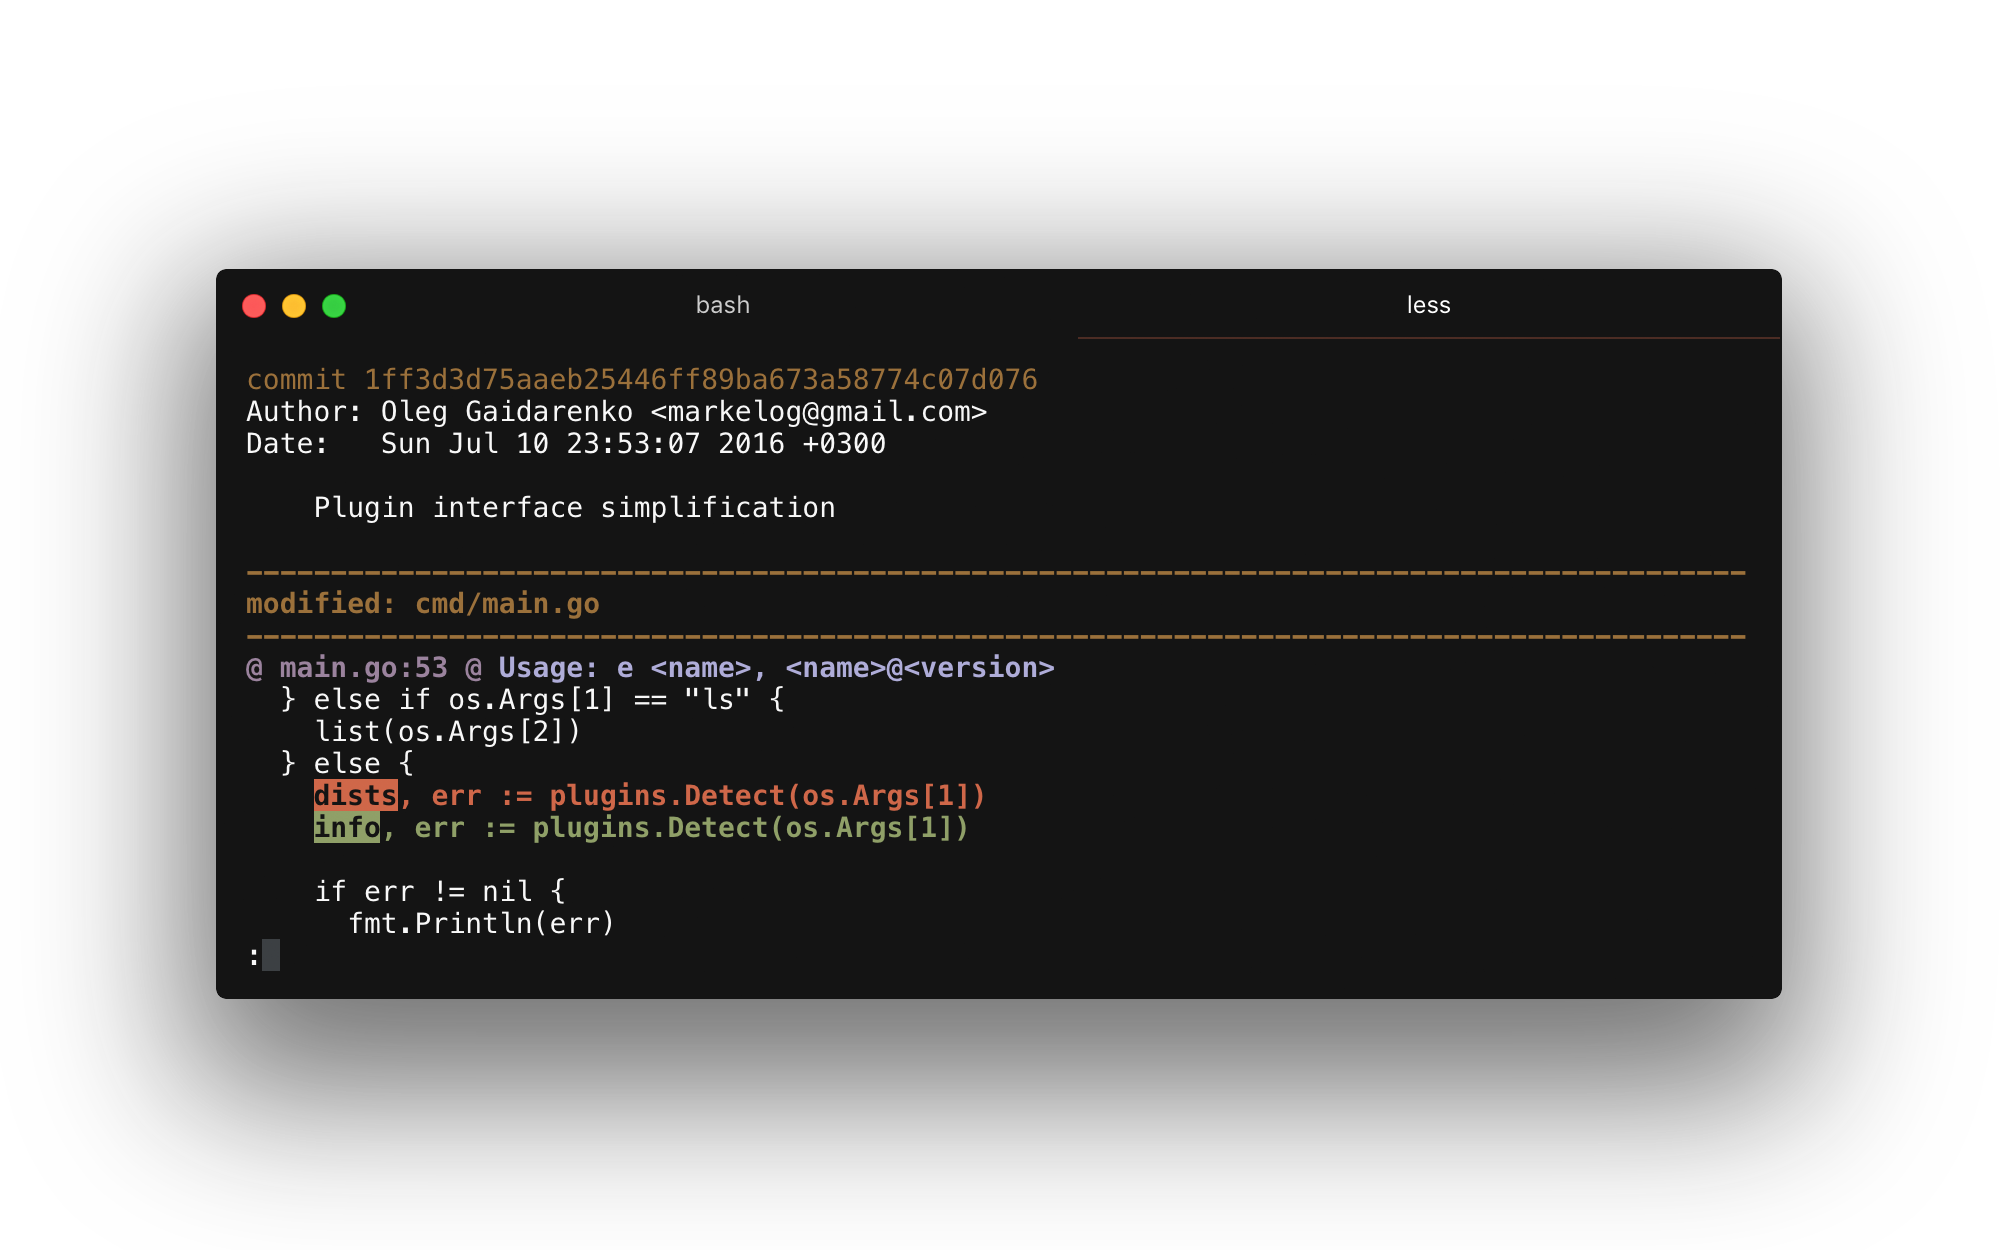 bash less
commit 1ff3d3d75aaeb25446ff89ba673a58774c07d076
Author: Oleg Gaidarenko <markelog@gmail.com>
Date:   Sun Jul 10 23:53:07 2016 +0300
    Plugin interface simplification
-----------------------------------------------------------------------------------------
modified: cmd/main.go
-----------------------------------------------------------------------------------------
@ main.go:53 @ Usage: e <name>, <name>@<version>
  } else if os.Args[1] == "ls" {
    list(os.Args[2])
  } else {
    dists, err := plugins.Detect(os.Args[1])
    info, err := plugins.Detect(os.Args[1])
    if err != nil {
      fmt.Println(err)
: